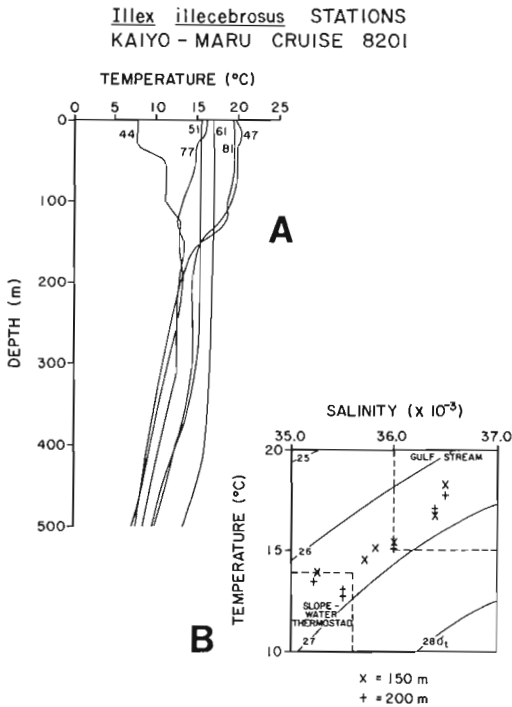 Illex illecebrosus STATIONS
KAIYO-MARU CRUISE 8201
TEMPERATURE (°C)
0 5 10 15 20 25
0
44 51 61 47
77 81
100
A
200
DEPTH (m)
300
400
500
SALINITY (x 10⁻³)
35.0 36.0 37.0
20
25 GULF STREAM
TEMPERATURE (°C)
15
26
SLOPE-
WATER
THERMOSTAD
B
27 28σt
10
x = 150 m
+ = 200 m